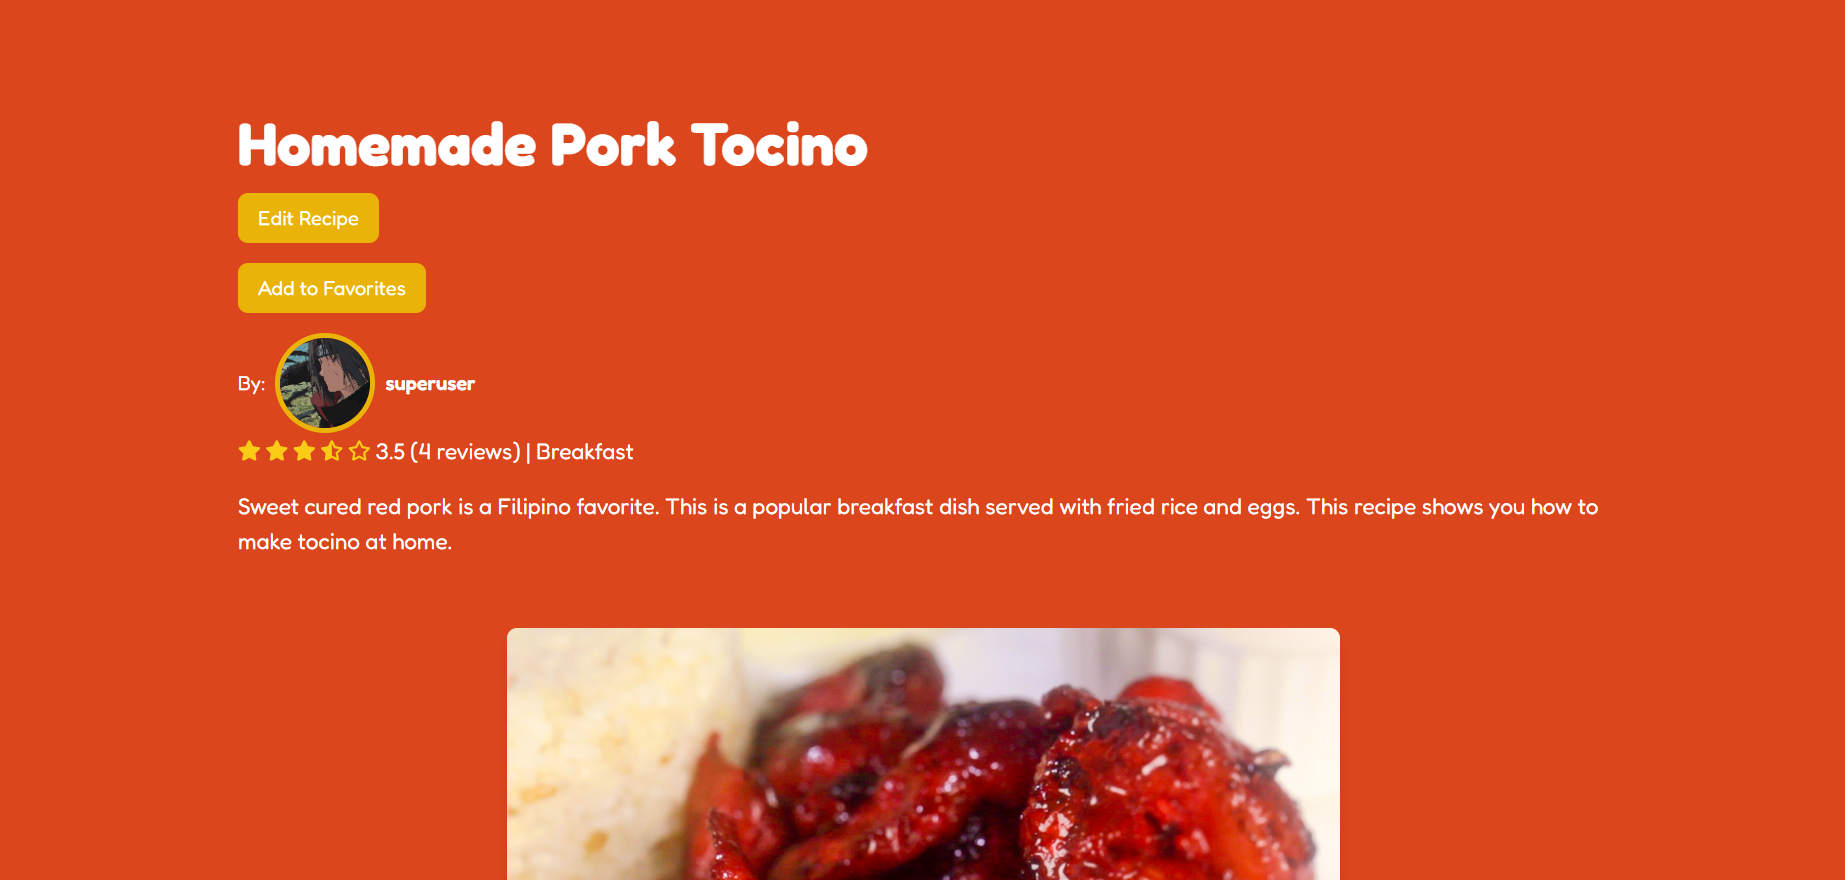 Homemade Pork Tocino
Edit Recipe
Add to Favorites
By: superuser
3.5 (4 reviews) | Breakfast
Sweet cured red pork is a Filipino favorite. This is a popular breakfast dish served with fried rice and eggs. This recipe shows you how to
make tocino at home.